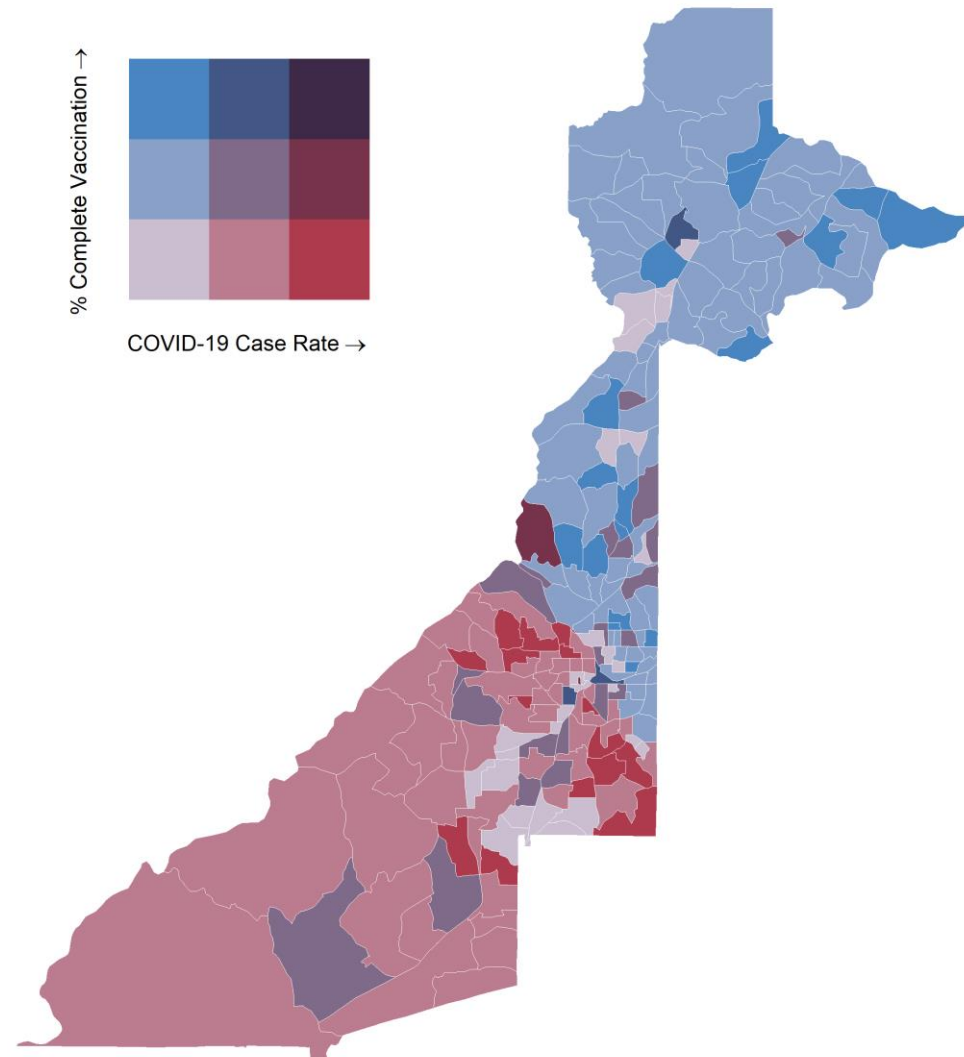 % Complete Vaccination →
COVID-19 Case Rate →